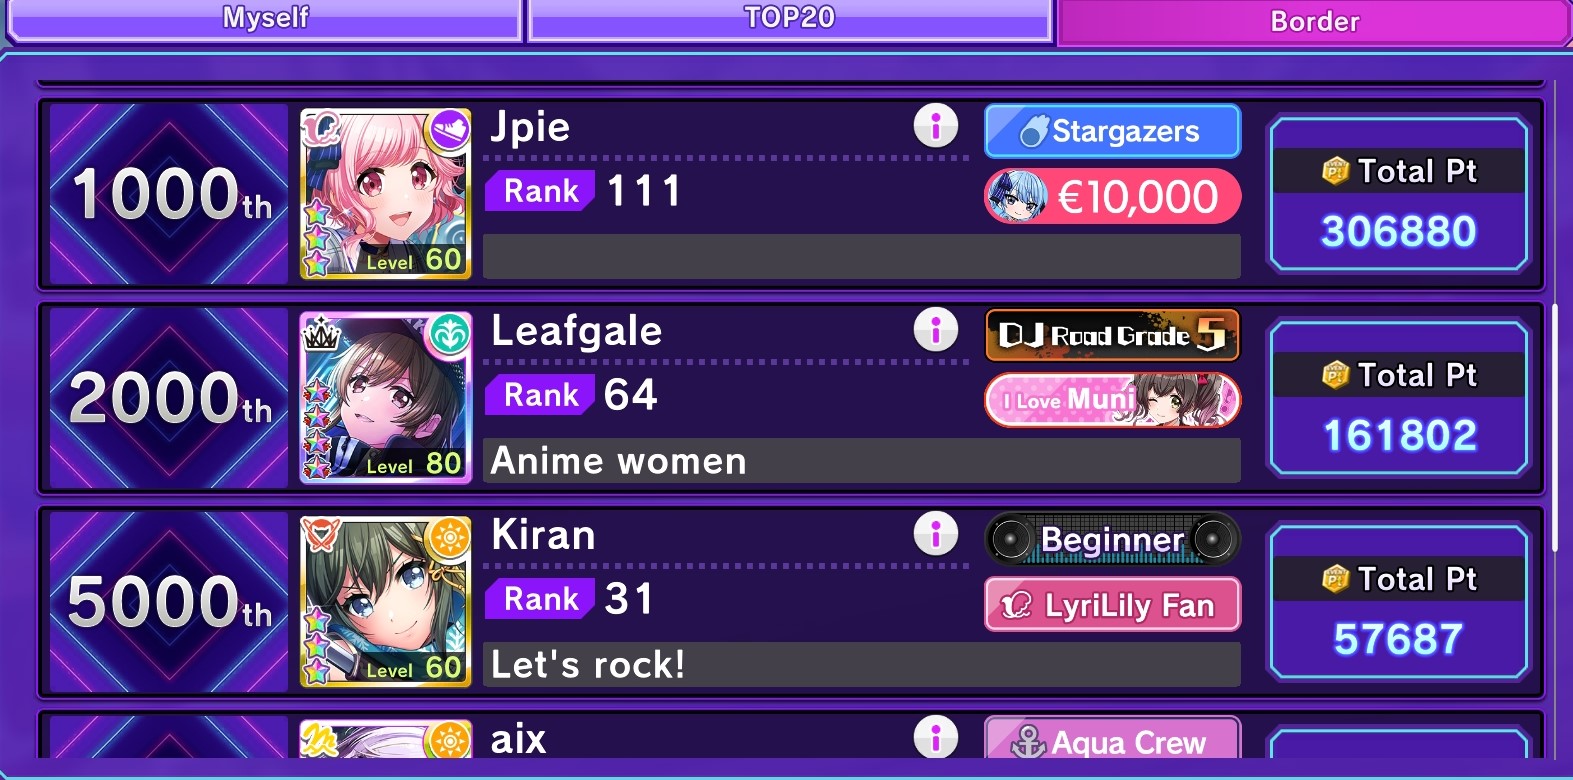 Myself
TOP20
Border
1000th
Level 60
Jpie
Rank 111
Stargazers
€10,000
Total Pt
306880
2000th
Level 80
Leafgale
Rank 64
Anime women
DJ Road Grade 5
I Love Muni
Total Pt
161802
5000th
Level 60
Kiran
Rank 31
Let's rock!
Beginner
LyriLily Fan
Total Pt
57687
aix
Aqua Crew